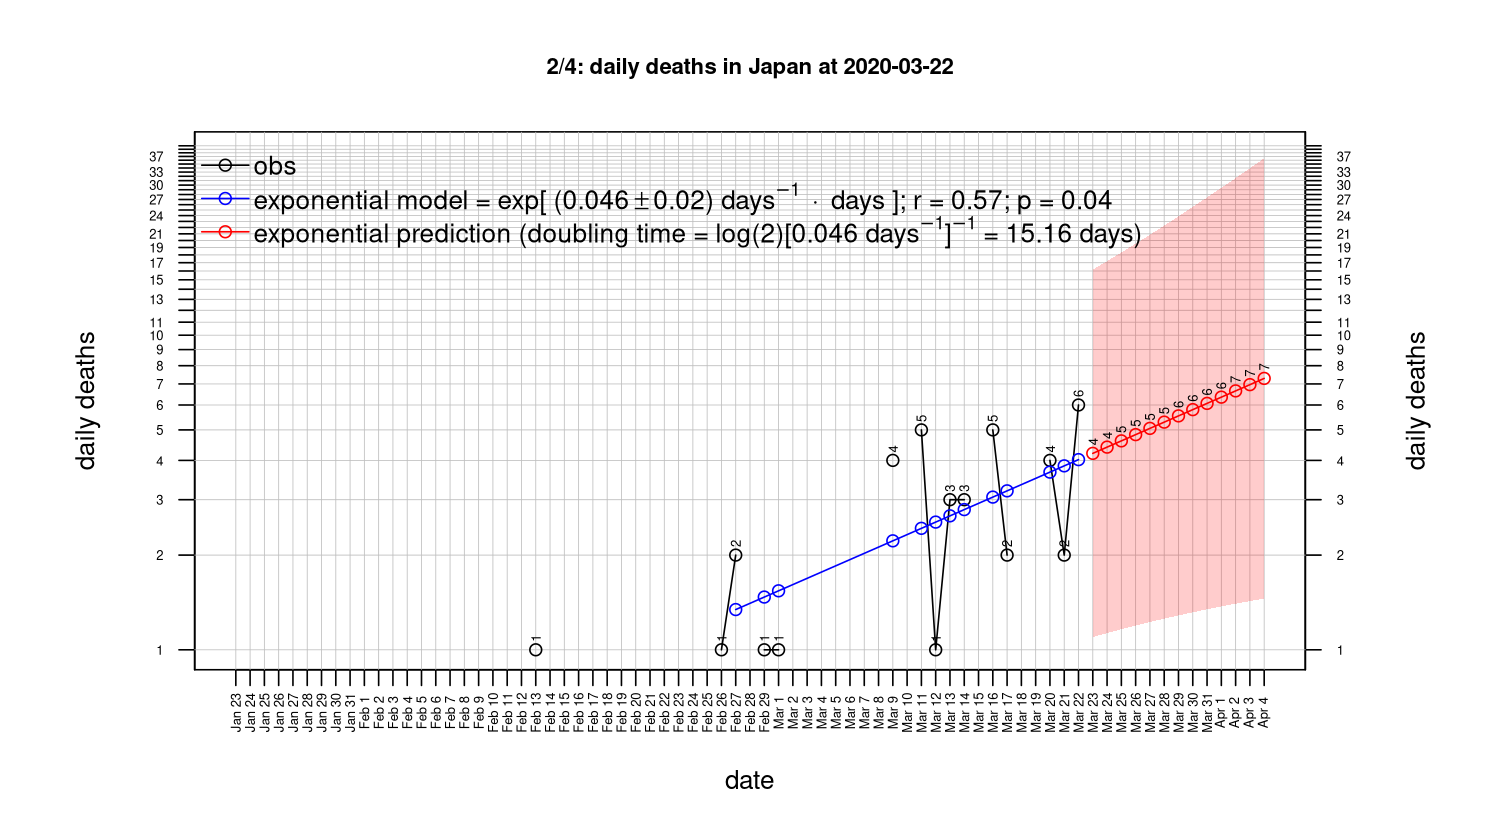 2/4: daily deaths in Japan at 2020-03-22
obs
exponential model = exp[ (0.046 ± 0.02) days⁻¹ · days ]; r = 0.57; p = 0.04
exponential prediction (doubling time = log(2)[0.046 days⁻¹]⁻¹ = 15.16 days)
daily deaths
37
33
30
27
24
21
19
17
15
13
11
10
9
8
7
6
5
4
3
2
1
1
1
2
1
1
4
5
1
3
3
5
2
4
2
6
4
4
5
5
5
5
6
6
6
6
7
7
7
37
33
30
27
24
21
19
17
15
13
11
10
9
8
7
6
5
4
3
2
1
daily deaths
Jan 23
Jan 24
Jan 25
Jan 26
Jan 27
Jan 28
Jan 29
Jan 30
Jan 31
Feb 1
Feb 2
Feb 3
Feb 4
Feb 5
Feb 6
Feb 7
Feb 8
Feb 9
Feb 10
Feb 11
Feb 12
Feb 13
Feb 14
Feb 15
Feb 16
Feb 17
Feb 18
Feb 19
Feb 20
Feb 21
Feb 22
Feb 23
Feb 24
Feb 25
Feb 26
Feb 27
Feb 28
Feb 29
Mar 1
Mar 2
Mar 3
Mar 4
Mar 5
Mar 6
Mar 7
Mar 8
Mar 9
Mar 10
Mar 11
Mar 12
Mar 13
Mar 14
Mar 15
Mar 16
Mar 17
Mar 18
Mar 19
Mar 20
Mar 21
Mar 22
Mar 23
Mar 24
Mar 25
Mar 26
Mar 27
Mar 28
Mar 29
Mar 30
Mar 31
Apr 1
Apr 2
Apr 3
Apr 4
date